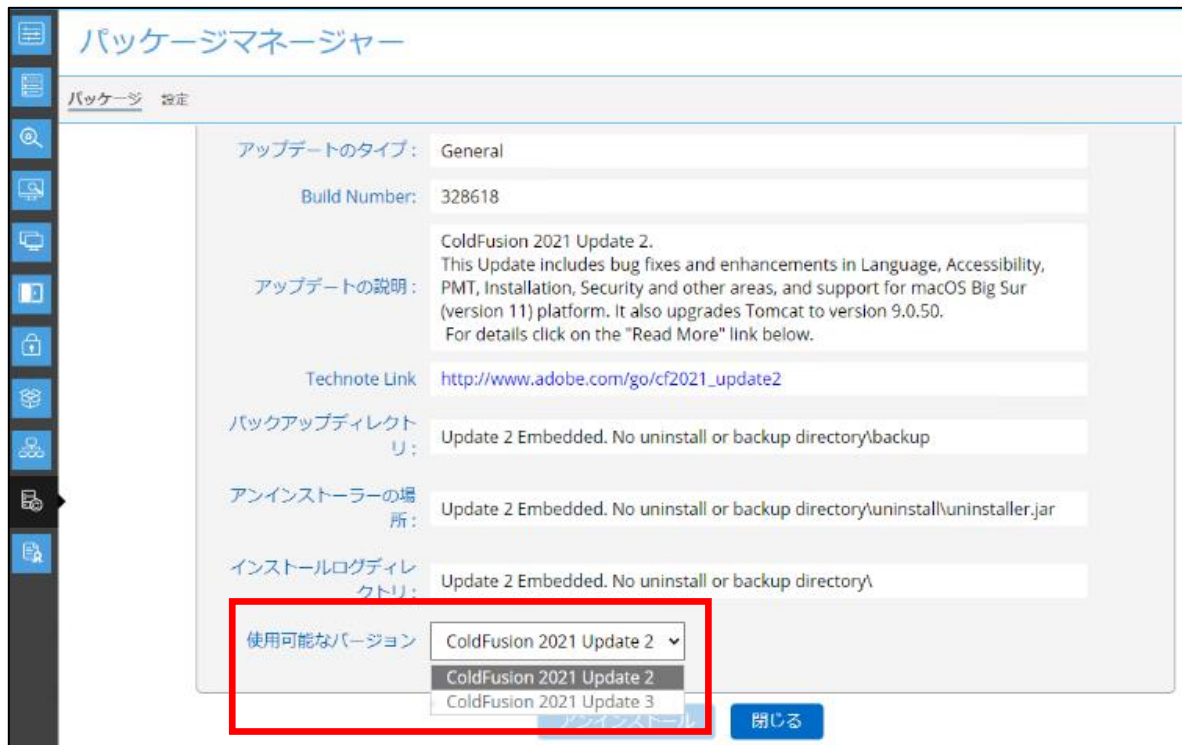 パッケージマネージャー
パッケージ 設定
アップデートのタイプ : General
Build Number: 328618
アップデートの説明 : ColdFusion 2021 Update 2.
This Update includes bug fixes and enhancements in Language, Accessibility,
PMT, Installation, Security and other areas, and support for macOS Big Sur
(version 11) platform. It also upgrades Tomcat to version 9.0.50.
For details click on the "Read More" link below.
Technote Link http://www.adobe.com/go/cf2021_update2
バックアップディレクト
リ : Update 2 Embedded. No uninstall or backup directory\backup
アンインストーラーの場
所 : Update 2 Embedded. No uninstall or backup directory\uninstall\uninstaller.jar
インストールログディレ
クトリ : Update 2 Embedded. No uninstall or backup directory\
使用可能なバージョン ColdFusion 2021 Update 2
ColdFusion 2021 Update 2
ColdFusion 2021 Update 3
アンインストール 閉じる